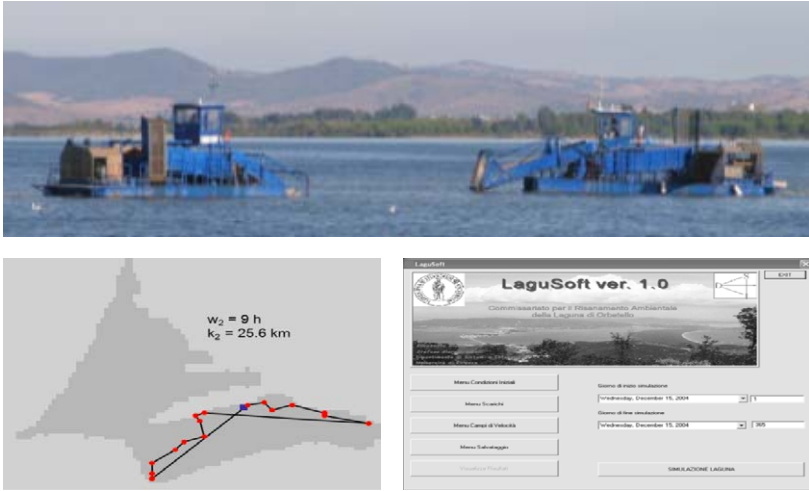 w₂ = 9 h
k₂ = 25.6 km
LaguSoft
EXIT
LaguSoft ver. 1.0
Commissariato per il Risanamento Ambientale
della Laguna di Orbetello
Menu Condizioni Iniziali
Menu Scarichi
Menu Campi di Velocità
Menu Salvataggio
Giorno di inizio simulazione
Wednesday, December 15, 2004
1
Giorno di fine simulazione
Wednesday, December 15, 2004
365
SIMULAZIONE LAGUNA